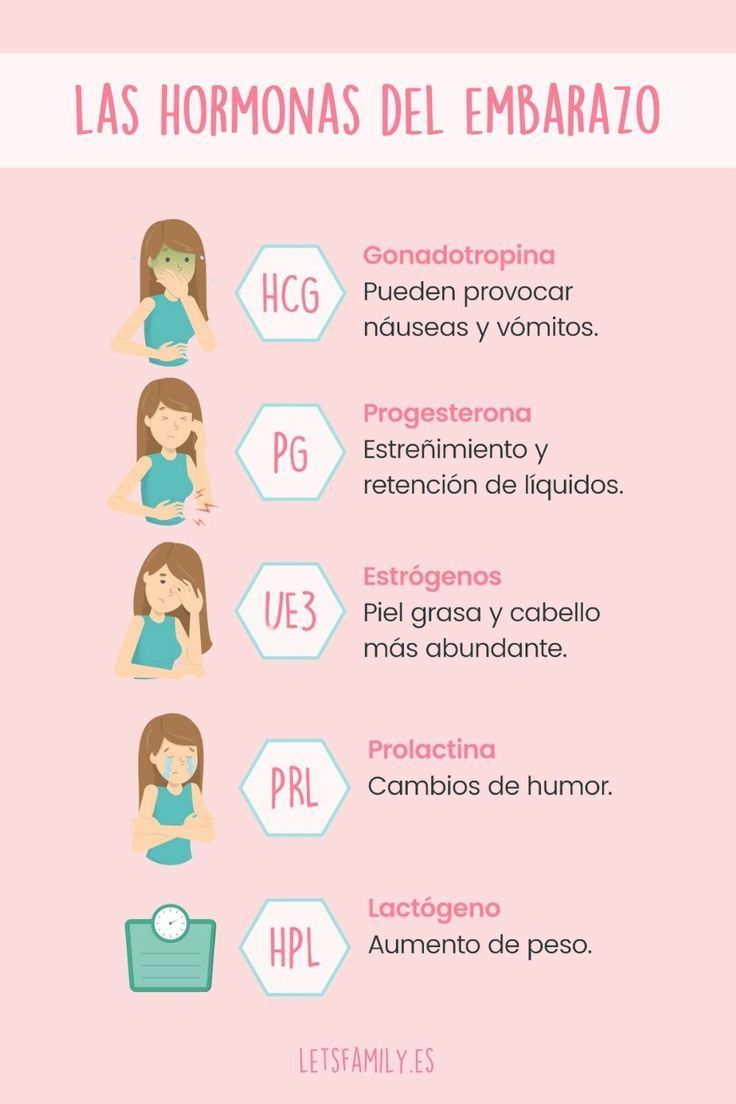 LAS HORMONAS DEL EMBARAZO
HCG
Gonadotropina
Pueden provocar
náuseas y vómitos.
PG
Progesterona
Estreñimiento y
retención de líquidos.
UE3
Estrógenos
Piel grasa y cabello
más abundante.
PRL
Prolactina
Cambios de humor.
HPL
Lactógeno
Aumento de peso.
LETSFAMILY.ES